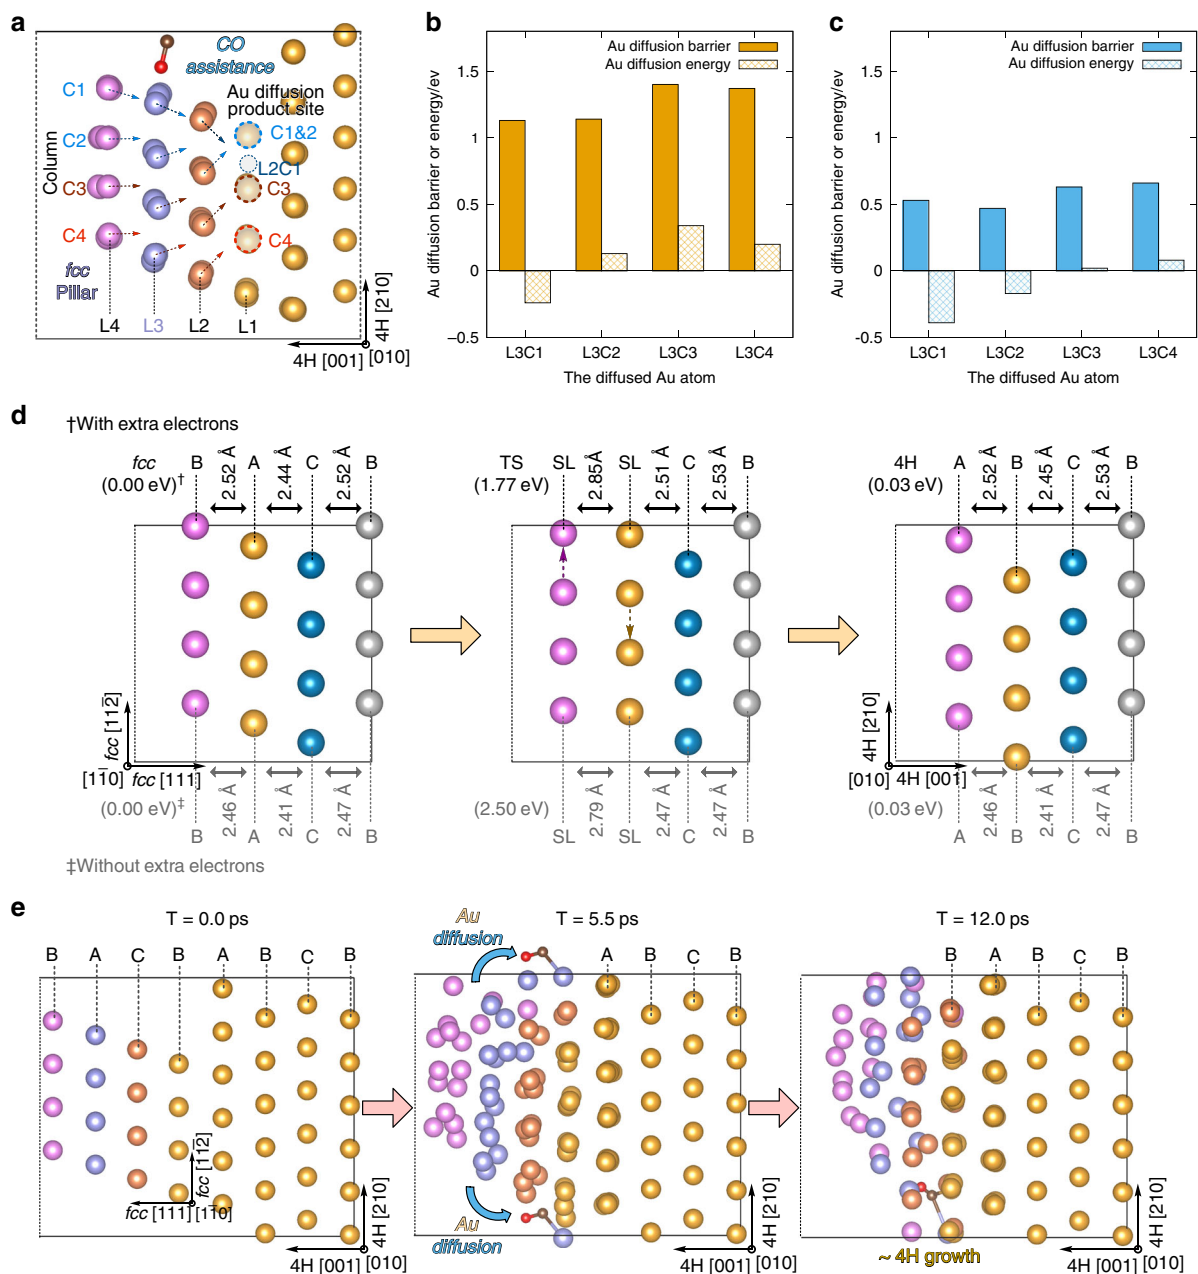 a
CO
assistance
Au diffusion
product site
C1
C2
C3
C4
Column
C1&2
L2C1
C3
C4
fcc
Pillar
L4
L3
L2
L1
4H [210]
4H [001]
[010]
b
Au diffusion barrier
Au diffusion energy
Au diffusion barrier or energy/ev
1.5
1
0.5
0
–0.5
L3C1
L3C2
L3C3
L3C4
The diffused Au atom
c
Au diffusion barrier
Au diffusion energy
Au diffusion barrier or energy/ev
1.5
1
0.5
0
-0.5
L3C1
L3C2
L3C3
L3C4
The diffused Au atom
d
†With extra electrons
fcc
(0.00 eV)†
B
2.52 Å
A
2.44 Å
C
2.52 Å
B
TS
(1.77 eV)
SL
2.85Å
SL
2.51 Å
C
2.53 Å
B
4H
(0.03 eV)
A
2.52 Å
B
2.45 Å
C
2.53 Å
B
fcc [112̄]
[11̄0]
fcc [111]
4H [210]
[010]
4H [001]
(0.00 eV)‡
B
2.46 Å
A
2.41 Å
C
2.47 Å
B
(2.50 eV)
SL
2.79 Å
SL
2.47 Å
C
2.47 Å
B
(0.03 eV)
A
2.46 Å
B
2.41 Å
C
2.47 Å
B
‡Without extra electrons
e
T = 0.0 ps
B A C B A B C B
fcc [112̄]
fcc [111]
[11̄0]
4H [210]
4H [001]
[010]
T = 5.5 ps
Au
diffusion
A B C B
Au
diffusion
4H [210]
4H [001]
[010]
T = 12.0 ps
B A B C B
~ 4H growth
4H [210]
4H [001]
[010]